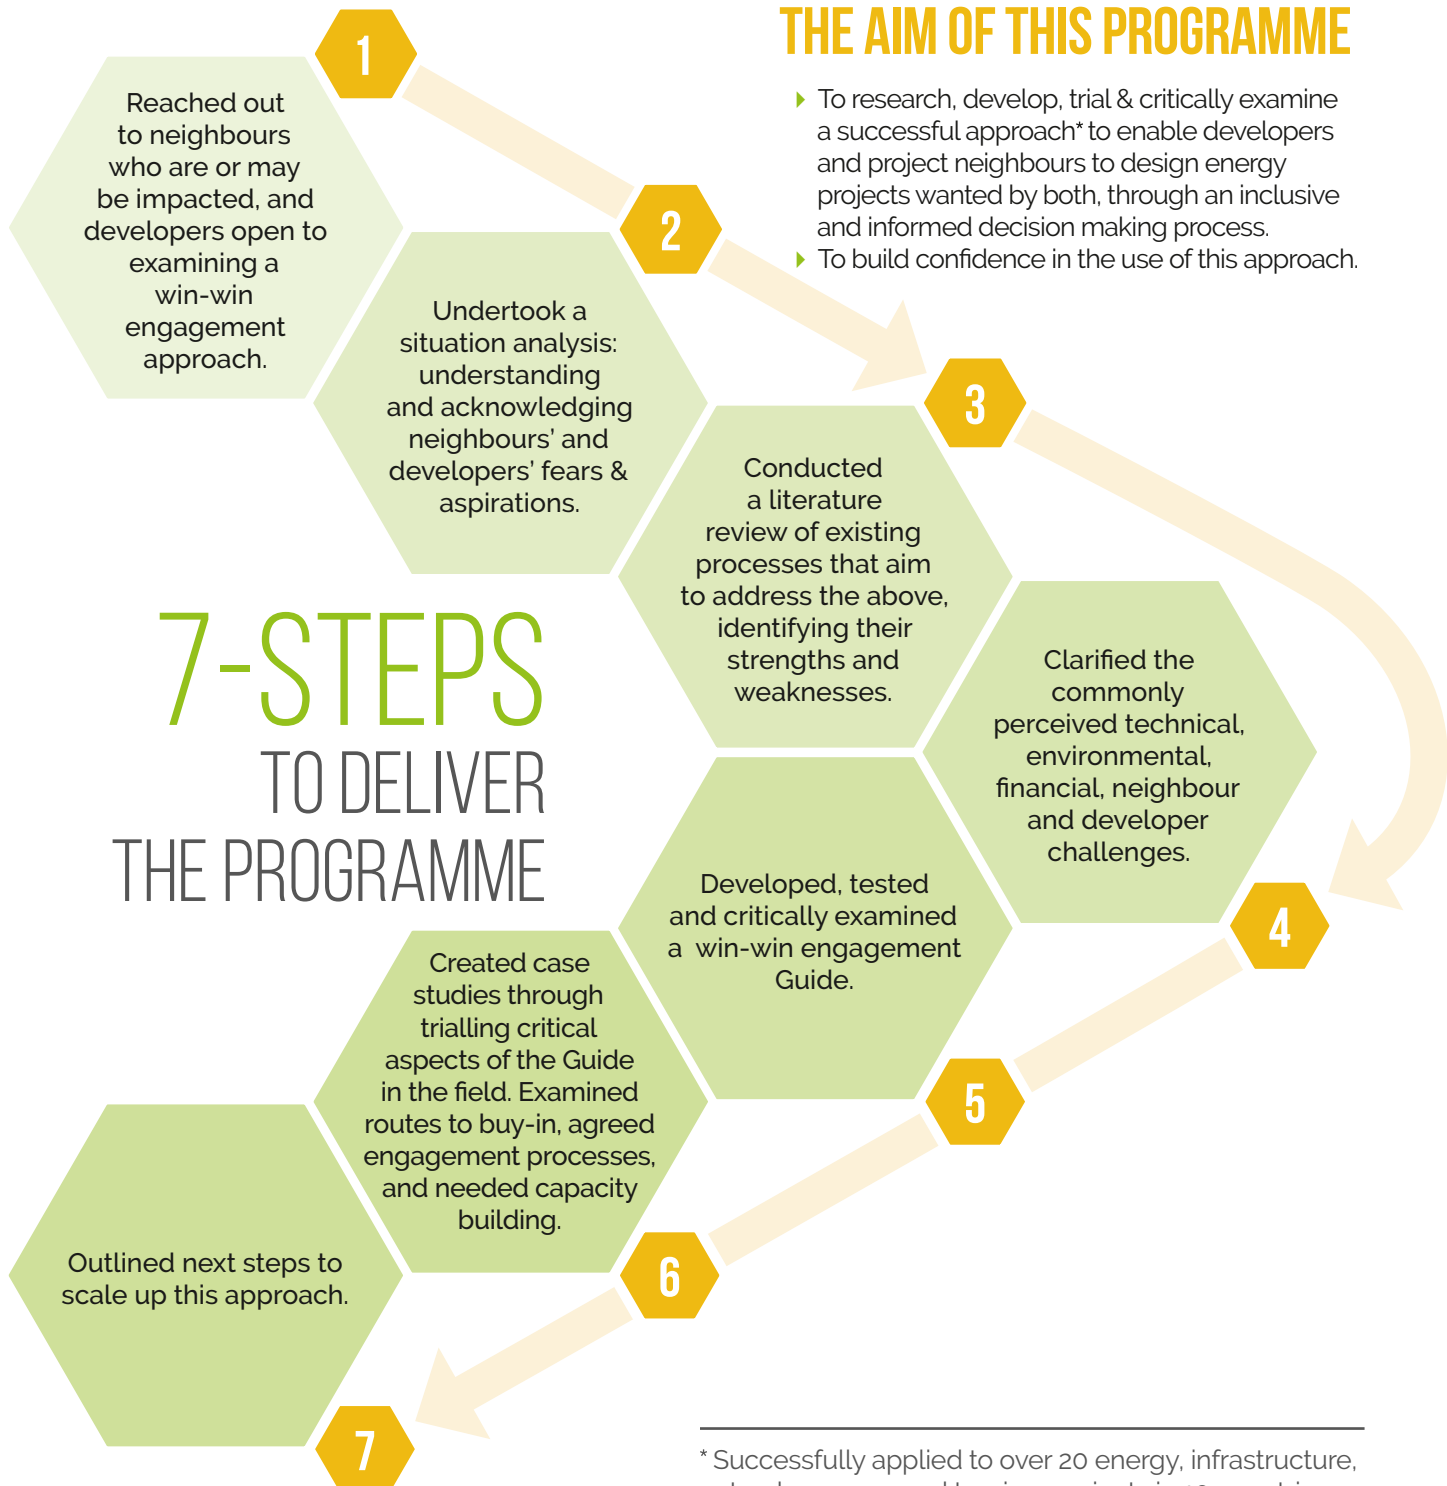 THE AIM OF THIS PROGRAMME
To research, develop, trial & critically examine
a successful approach* to enable developers
and project neighbours to design energy
projects wanted by both, through an inclusive
and informed decision making process.
To build confidence in the use of this approach.
7-STEPS
TO DELIVER
THE PROGRAMME
1
Reached out
to neighbours
who are or may
be impacted, and
developers open to
examining a
win-win
engagement
approach.
2
Undertook a
situation analysis:
understanding
and acknowledging
neighbours' and
developers' fears &
aspirations.
3
Conducted
a literature
review of existing
processes that aim
to address the above,
identifying their
strengths and
weaknesses.
4
Clarified the
commonly
perceived technical,
environmental,
financial, neighbour
and developer
challenges.
5
Developed, tested
and critically examined
a win-win engagement
Guide.
6
Created case
studies through
trialling critical
aspects of the Guide
in the field. Examined
routes to buy-in, agreed
engagement processes,
and needed capacity
building.
7
Outlined next steps to
scale up this approach.
* Successfully applied to over 20 energy, infrastructure,